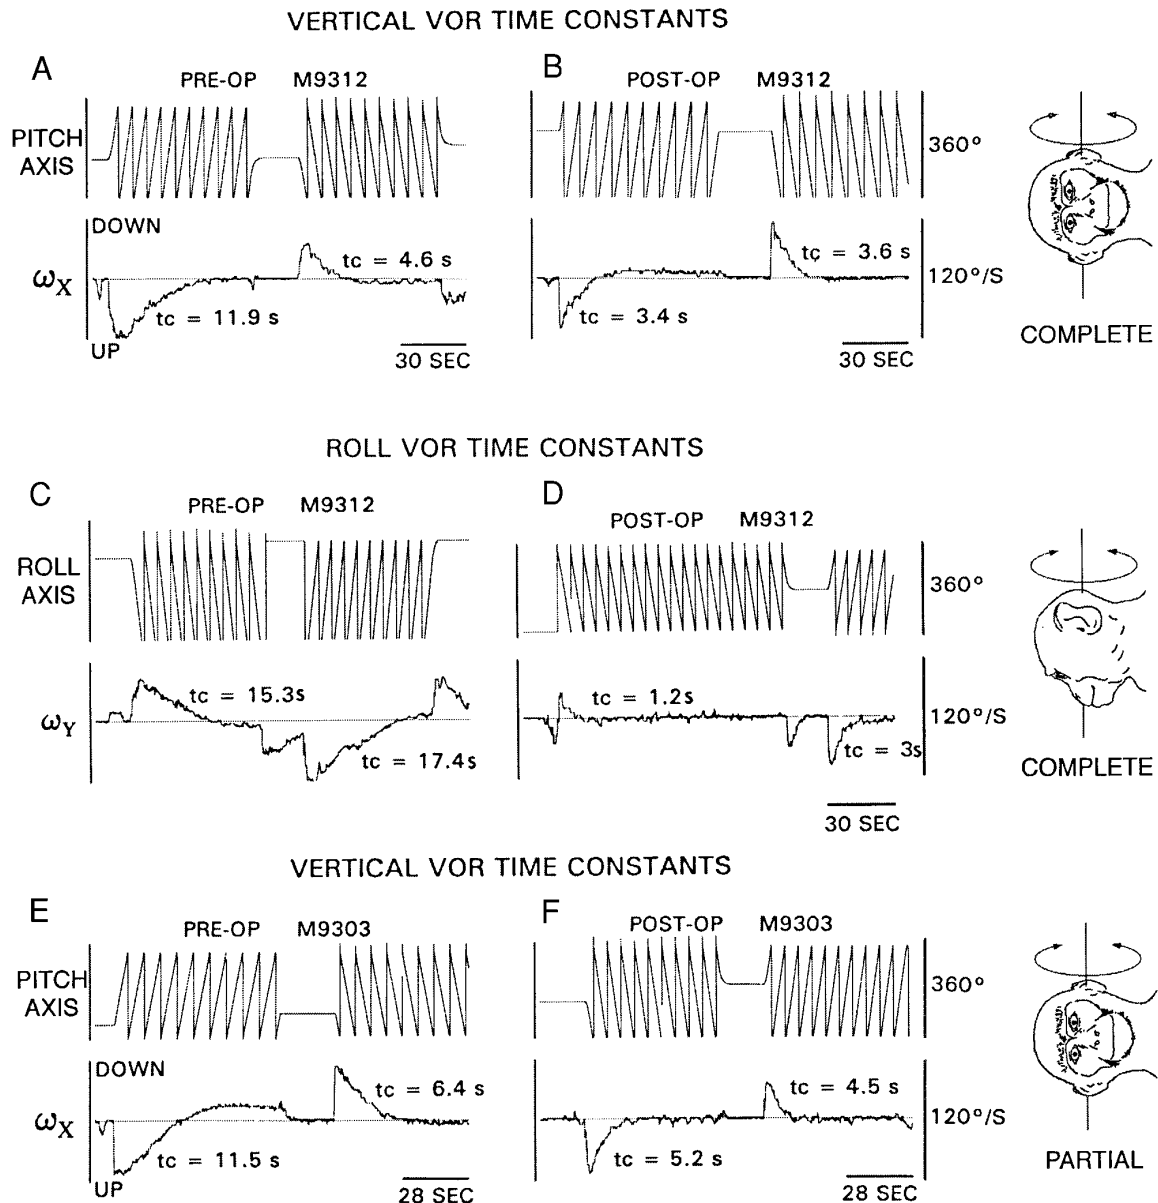 VERTICAL VOR TIME CONSTANTS
A
PRE-OP M9312
B
POST-OP M9312
PITCH
AXIS
360°
DOWN
tc = 4.6 s
tc = 3.6 s
ωX
120°/S
tc = 11.9 s
tc = 3.4 s
UP
30 SEC
30 SEC
COMPLETE
ROLL VOR TIME CONSTANTS
C
PRE-OP M9312
D
POST-OP M9312
ROLL
AXIS
360°
tc = 15.3s
tc = 1.2s
ωY
120°/S
tc = 17.4s
tc = 3s
COMPLETE
30 SEC
VERTICAL VOR TIME CONSTANTS
E
PRE-OP M9303
F
POST-OP M9303
PITCH
AXIS
360°
DOWN
tc = 6.4 s
tc = 4.5 s
ωX
120°/S
tc = 11.5 s
tc = 5.2 s
UP
28 SEC
28 SEC
PARTIAL